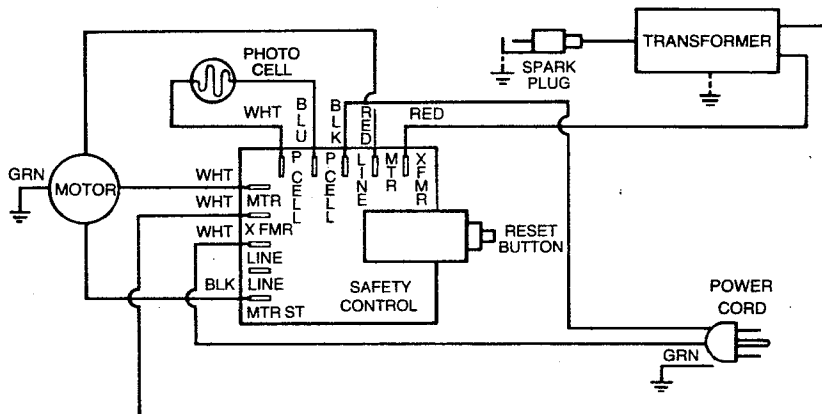 TRANSFORMER
SPARK
PLUG
PHOTO
CELL
WHT
BLU
BLK
RED
RED
P CELL
P CELL
LINE
MTR
XFMR
GRN
MOTOR
WHT
MTR
WHT
X FMR
WHT
LINE
BLK
LINE
MTR ST
RESET
BUTTON
SAFETY
CONTROL
POWER
CORD
GRN